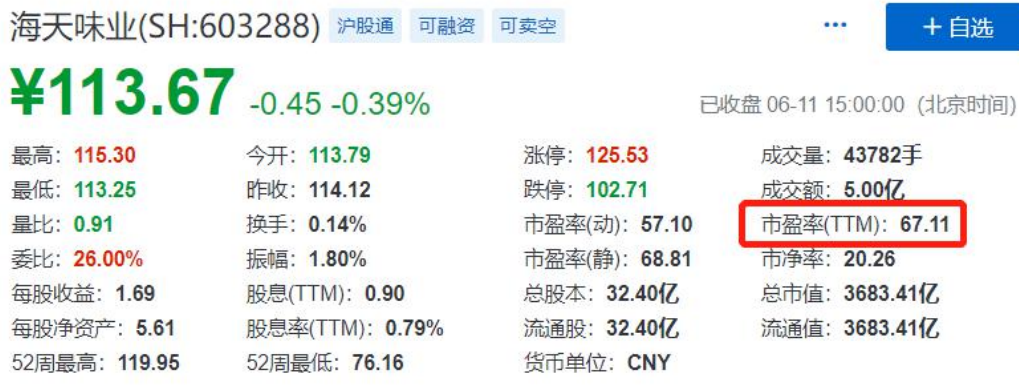 海天味业(SH:603288) 沪股通 可融资 可卖空 ··· +自选
¥113.67 -0.45 -0.39% 已收盘 06-11 15:00:00 (北京时间)
最高：115.30 今开：113.79 涨停：125.53 成交量：43782手
最低：113.25 昨收：114.12 跌停：102.71 成交额：5.00亿
量比：0.91 换手：0.14% 市盈率(动)：57.10 市盈率(TTM)：67.11
委比：26.00% 振幅：1.80% 市盈率(静)：68.81 市净率：20.26
每股收益：1.69 股息(TTM)：0.90 总股本：32.40亿 总市值：3683.41亿
每股净资产：5.61 股息率(TTM)：0.79% 流通股：32.40亿 流通值：3683.41亿
52周最高：119.95 52周最低：76.16 货币单位：CNY